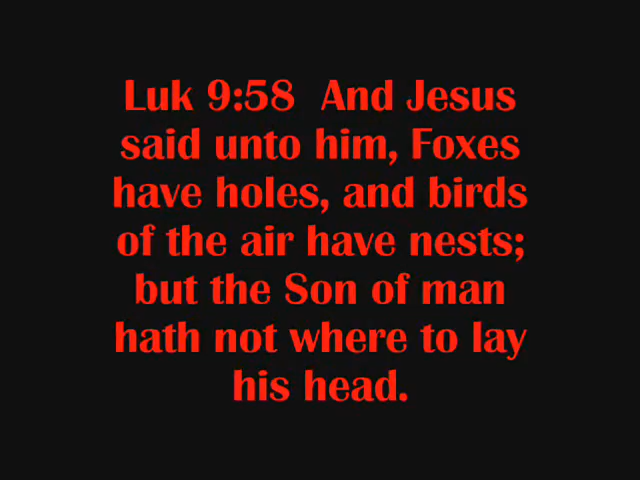 Luk 9:58  And Jesus
said unto him, Foxes
have holes, and birds
of the air have nests;
but the Son of man
hath not where to lay
his head.